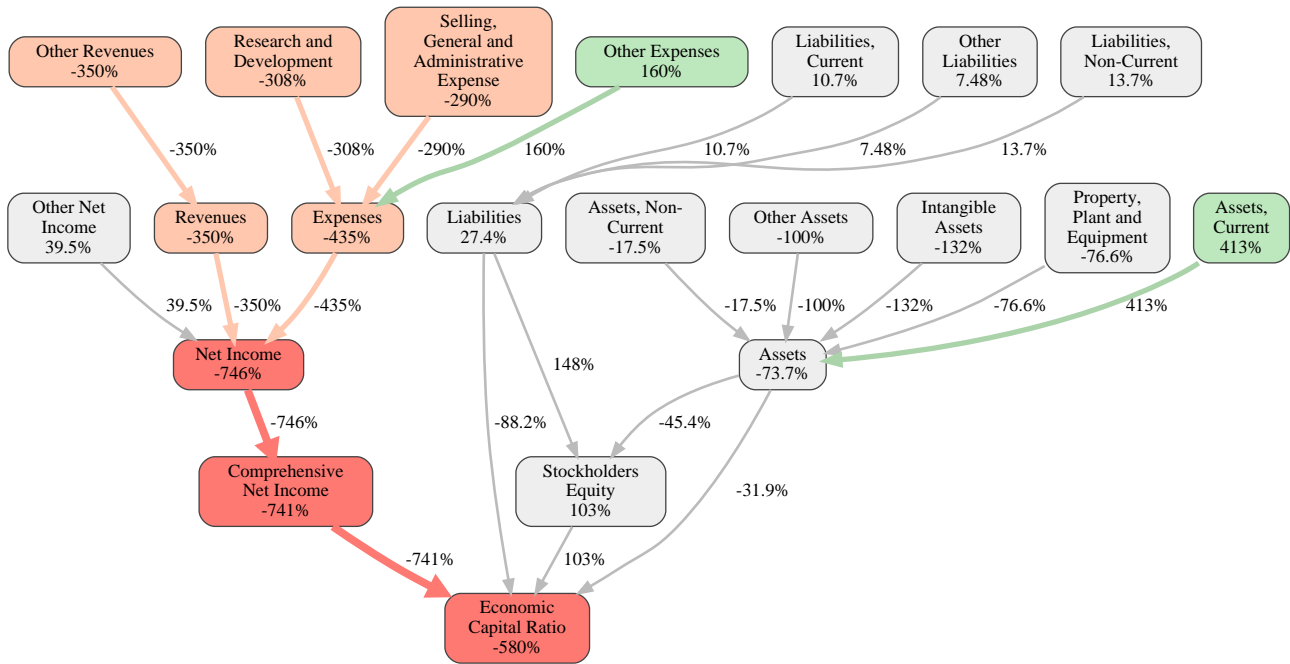 Other Revenues
-350%
Research and
Development
-308%
Selling,
General and
Administrative
Expense
-290%
Other Expenses
160%
Liabilities,
Current
10.7%
Other
Liabilities
7.48%
Liabilities,
Non-Current
13.7%
-350%
-308%
-290%
160%
10.7%
7.48%
13.7%
Other Net
Income
39.5%
Revenues
-350%
Expenses
-435%
Liabilities
27.4%
Assets, Non-
Current
-17.5%
Other Assets
-100%
Intangible
Assets
-132%
Property,
Plant and
Equipment
-76.6%
Assets,
Current
413%
39.5%
-350%
-435%
-17.5%
-100%
-132%
-76.6%
413%
Net Income
-746%
148%
Assets
-73.7%
-746%
-88.2%
-45.4%
Comprehensive
Net Income
-741%
Stockholders
Equity
103%
-31.9%
-741%
103%
Economic
Capital Ratio
-580%